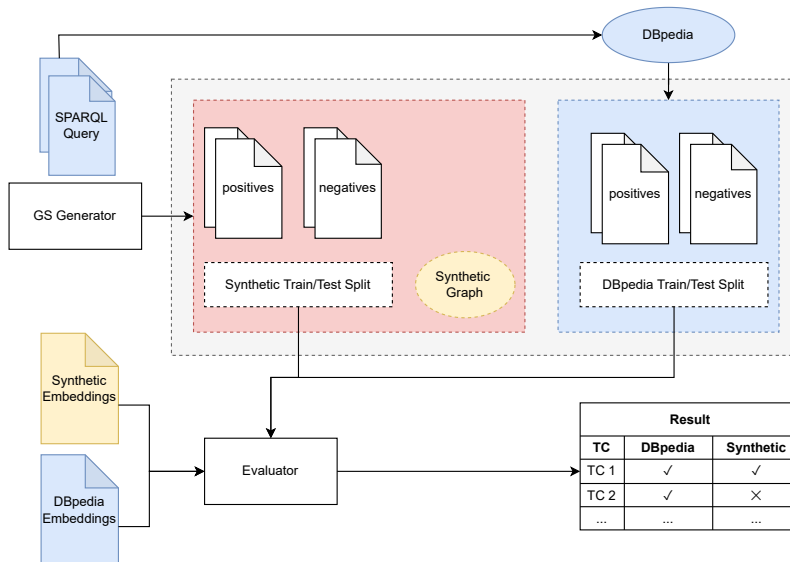 DBpedia
SPARQL
Query
GS Generator
positives
negatives
Synthetic Train/Test Split
Synthetic
Graph
positives
negatives
DBpedia Train/Test Split
Synthetic
Embeddings
DBpedia
Embeddings
Evaluator
Result
TC DBpedia Synthetic
TC 1 ✓ ✓
TC 2 ✓ ✕
... ... ...